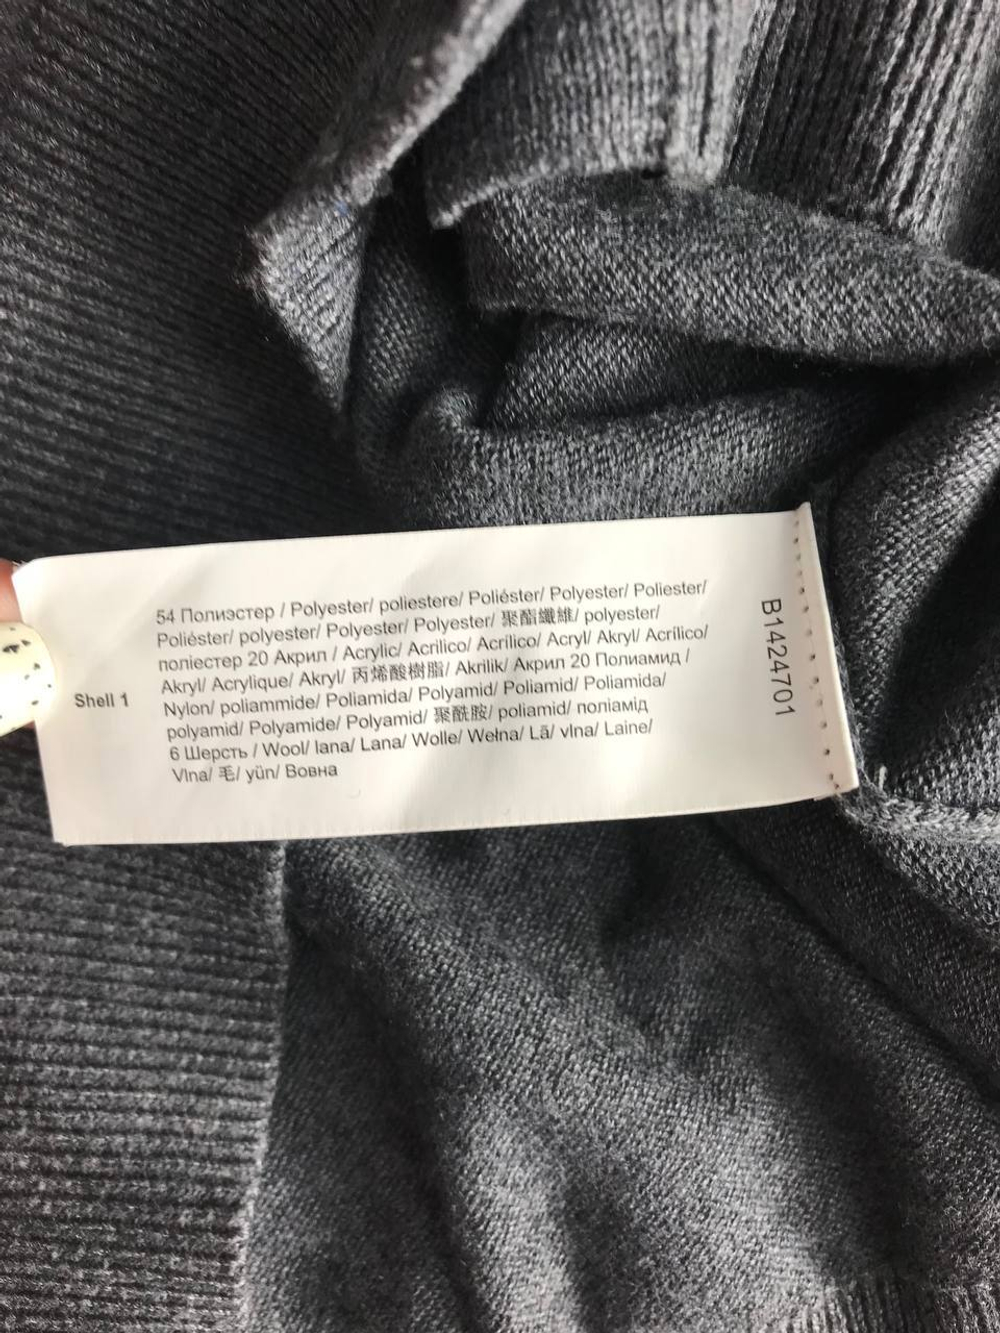 Shell 1
54 Полиэстер / Polyester/ poliestere/ Poliéster/ Polyester/ Poliester/
Poliéster/ polyester/ Polyester/ Polyester/ 聚酯纖維/ polyester/
поліестер 20 Акрил / Acrylic/ Acrilico/ Acrílico/ Acryl/ Akryl/ Acrílico/
Akryl/ Acrylique/ Akryl/ 丙烯酸樹脂/ Akrilik/ Акрил 20 Полиамид /
Nylon/ poliammide/ Poliamida/ Polyamid/ Poliamid/ Poliamida/
polyamid/ Polyamide/ Polyamid/ 聚酰胺/ poliamid/ поліамід
6 Шерсть / Wool/ lana/ Lana/ Wolle/ Wełna/ Lã/ vlna/ Laine/
Vlna/ 毛/ yün/ Вовна
B1424701